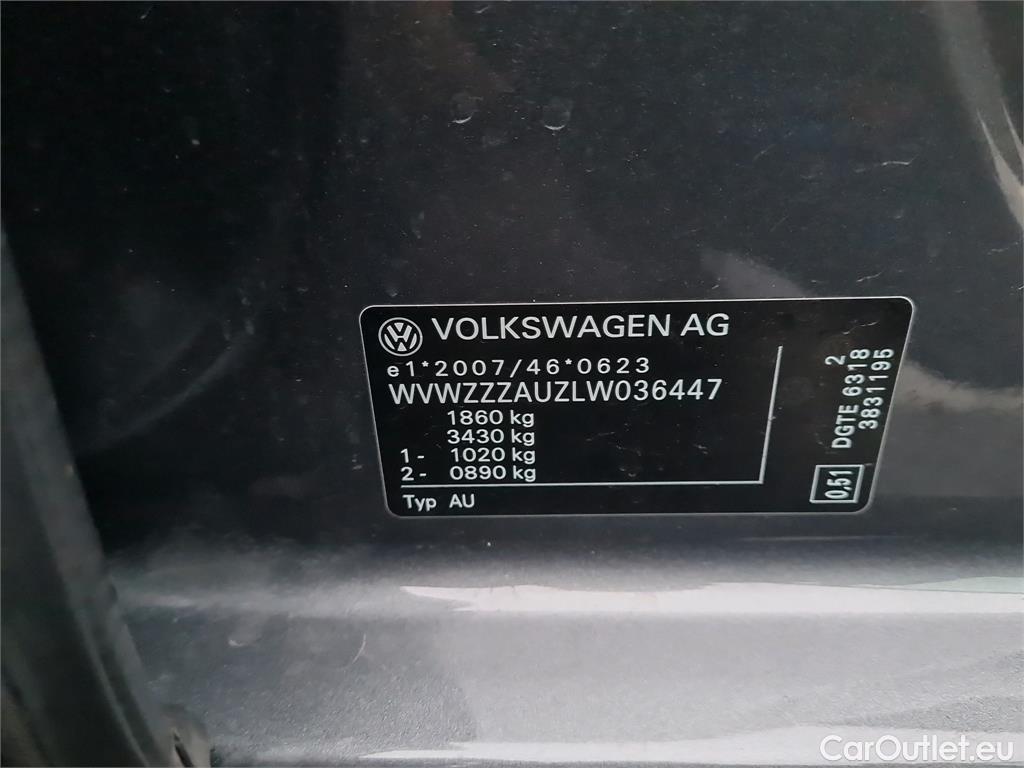 VOLKSWAGEN AG
e1*2007/46*0623
WVWZZZAUZLW036447
1860 kg
3430 kg
1 - 1020 kg
2 - 0890 kg
Typ AU
2
DGTE 6318
3831195
0,51
CarOutlet.eu